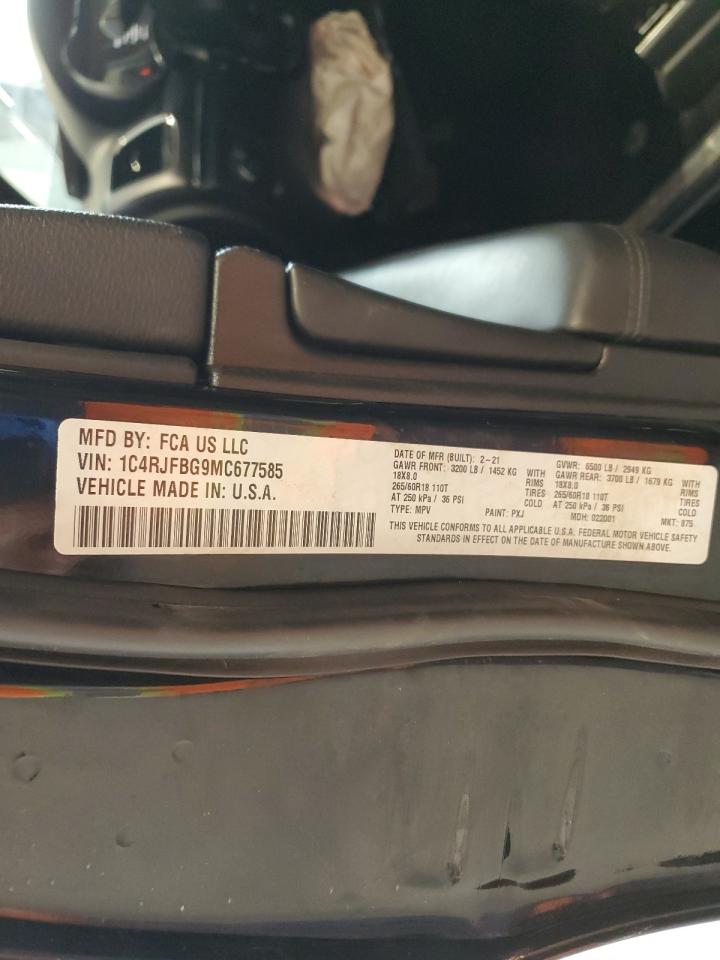 MFD BY: FCA US LLC
VIN: 1C4RJFBG9MC677585
VEHICLE MADE IN: U.S.A.
DATE OF MFR (BUILT): 2-21 GVWR: 6500 LB / 2949 KG
GAWR FRONT: 3200 LB / 1452 KG WITH GAWR REAR: 3700 LB / 1679 KG WITH
18X8.0 RIMS 18X8.0 RIMS
265/60R18 110T TIRES 265/60R18 110T TIRES
AT 250 kPa / 36 PSI COLD AT 250 kPa / 36 PSI COLD
TYPE: MPV PAINT: PXJ MDH: 022001 MKT: 875
THIS VEHICLE CONFORMS TO ALL APPLICABLE U.S.A. FEDERAL MOTOR VEHICLE SAFETY
STANDARDS IN EFFECT ON THE DATE OF MANUFACTURE SHOWN ABOVE.